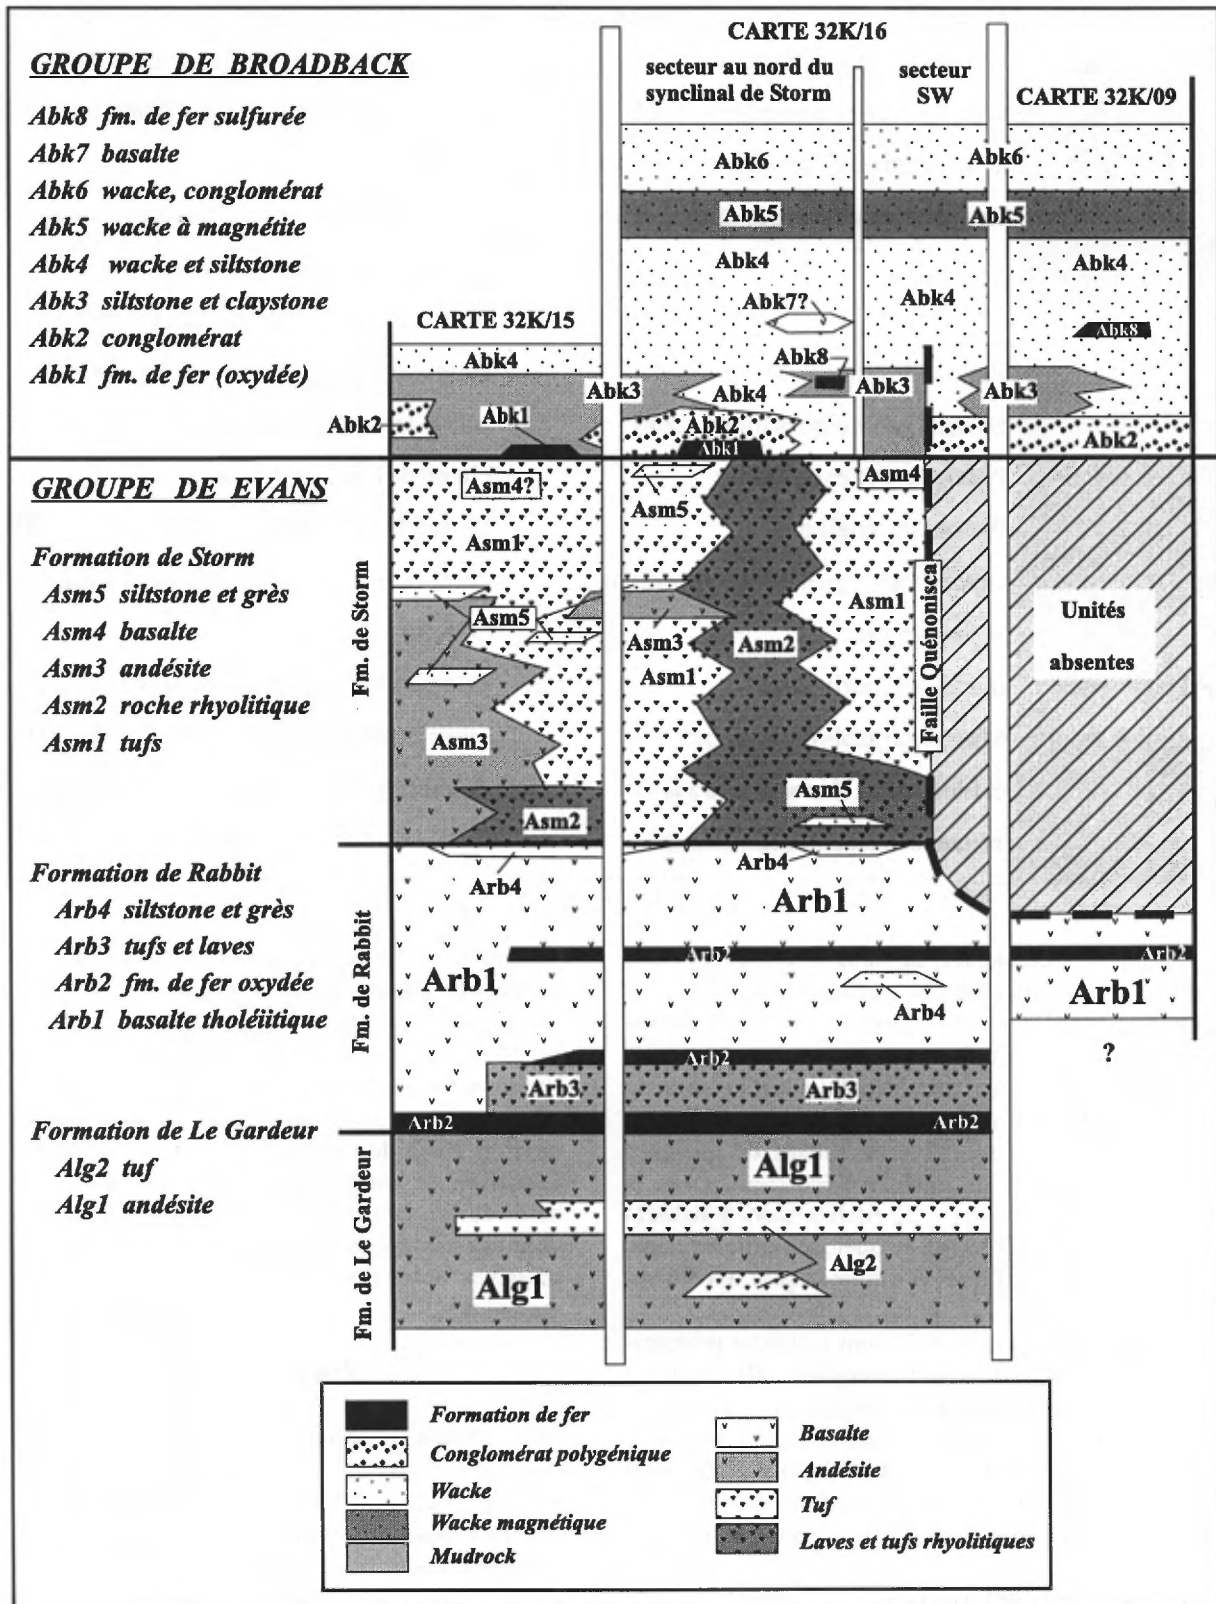 GROUPE DE BROADBACK
Abk8 fm. de fer sulfurée
Abk7 basalte
Abk6 wacke, conglomérat
Abk5 wacke à magnétite
Abk4 wacke et siltstone
Abk3 siltstone et claystone
Abk2 conglomérat
Abk1 fm. de fer (oxydée)
CARTE 32K/16
secteur au nord du
synclinal de Storm
secteur
SW
CARTE 32K/09
CARTE 32K/15
Abk6
Abk6
Abk5
Abk5
Abk4
Abk4
Abk4
Abk7?
Abk8
Abk4
Abk8
Abk3
Abk4
Abk3
Abk3
Abk2
Abk1
Abk2
Abk1
Abk2
GROUPE DE EVANS
Formation de Storm
Asm5 siltstone et grès
Asm4 basalte
Asm3 andésite
Asm2 roche rhyolitique
Asm1 tufs
Fm. de Storm
Asm4?
Asm1
Asm5
Asm4
Asm5
Asm3
Asm2
Asm1
Asm1
Asm3
Asm2
Asm5
Faille Quénonisca
Unités
absentes
Formation de Rabbit
Arb4 siltstone et grès
Arb3 tufs et laves
Arb2 fm. de fer oxydée
Arb1 basalte tholéiitique
Fm. de Rabbit
Arb4
Arb4
Arb1
Arb2
Arb2
Arb1
Arb4
Arb1
?
Arb2
Arb3
Arb3
Arb2
Arb2
Formation de Le Gardeur
Alg2 tuf
Alg1 andésite
Fm. de Le Gardeur
Alg1
Alg2
Alg1
Formation de fer
Conglomérat polygénique
Wacke
Wacke magnétique
Mudrock
Basalte
Andésite
Tuf
Laves et tufs rhyolitiques